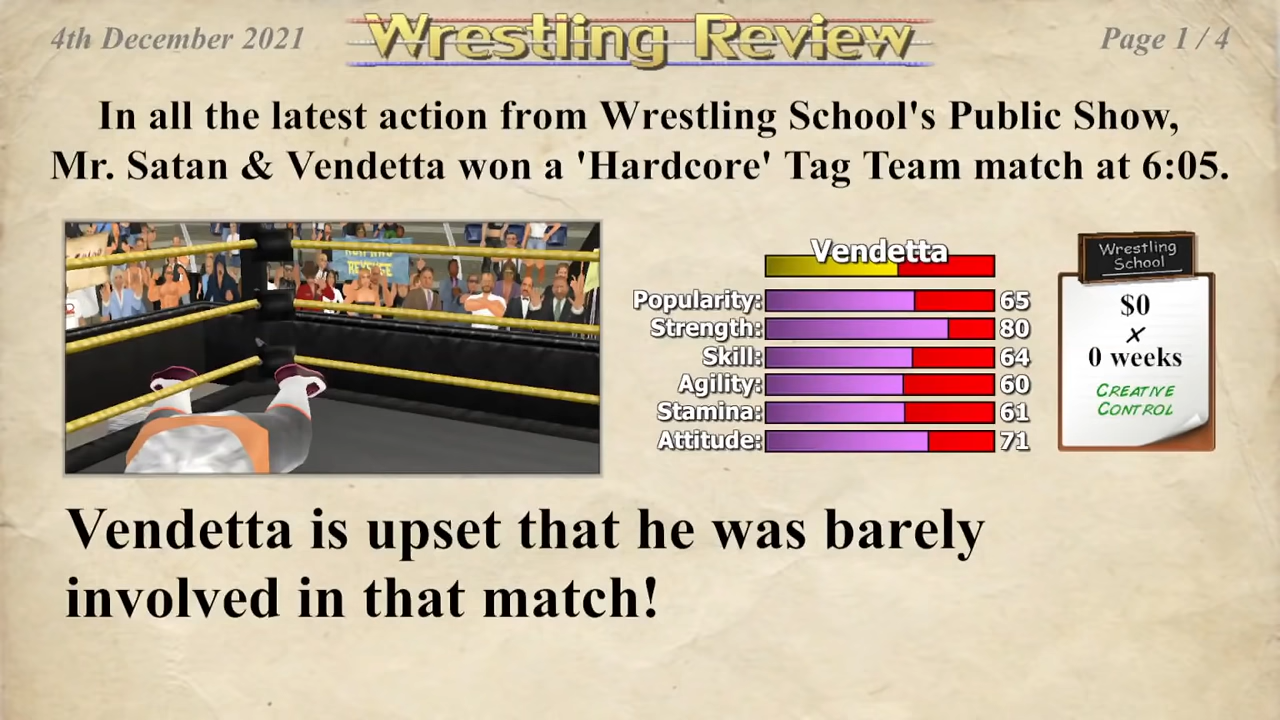 4th December 2021
Wrestling Review
Page 1 / 4
In all the latest action from Wrestling School's Public Show,
Mr. Satan & Vendetta won a 'Hardcore' Tag Team match at 6:05.
Vendetta
Popularity: 65
Strength: 80
Skill: 64
Agility: 60
Stamina: 61
Attitude: 71
Wrestling
School
$0
x
0 weeks
CREATIVE
CONTROL
REVENGE
Vendetta is upset that he was barely
involved in that match!